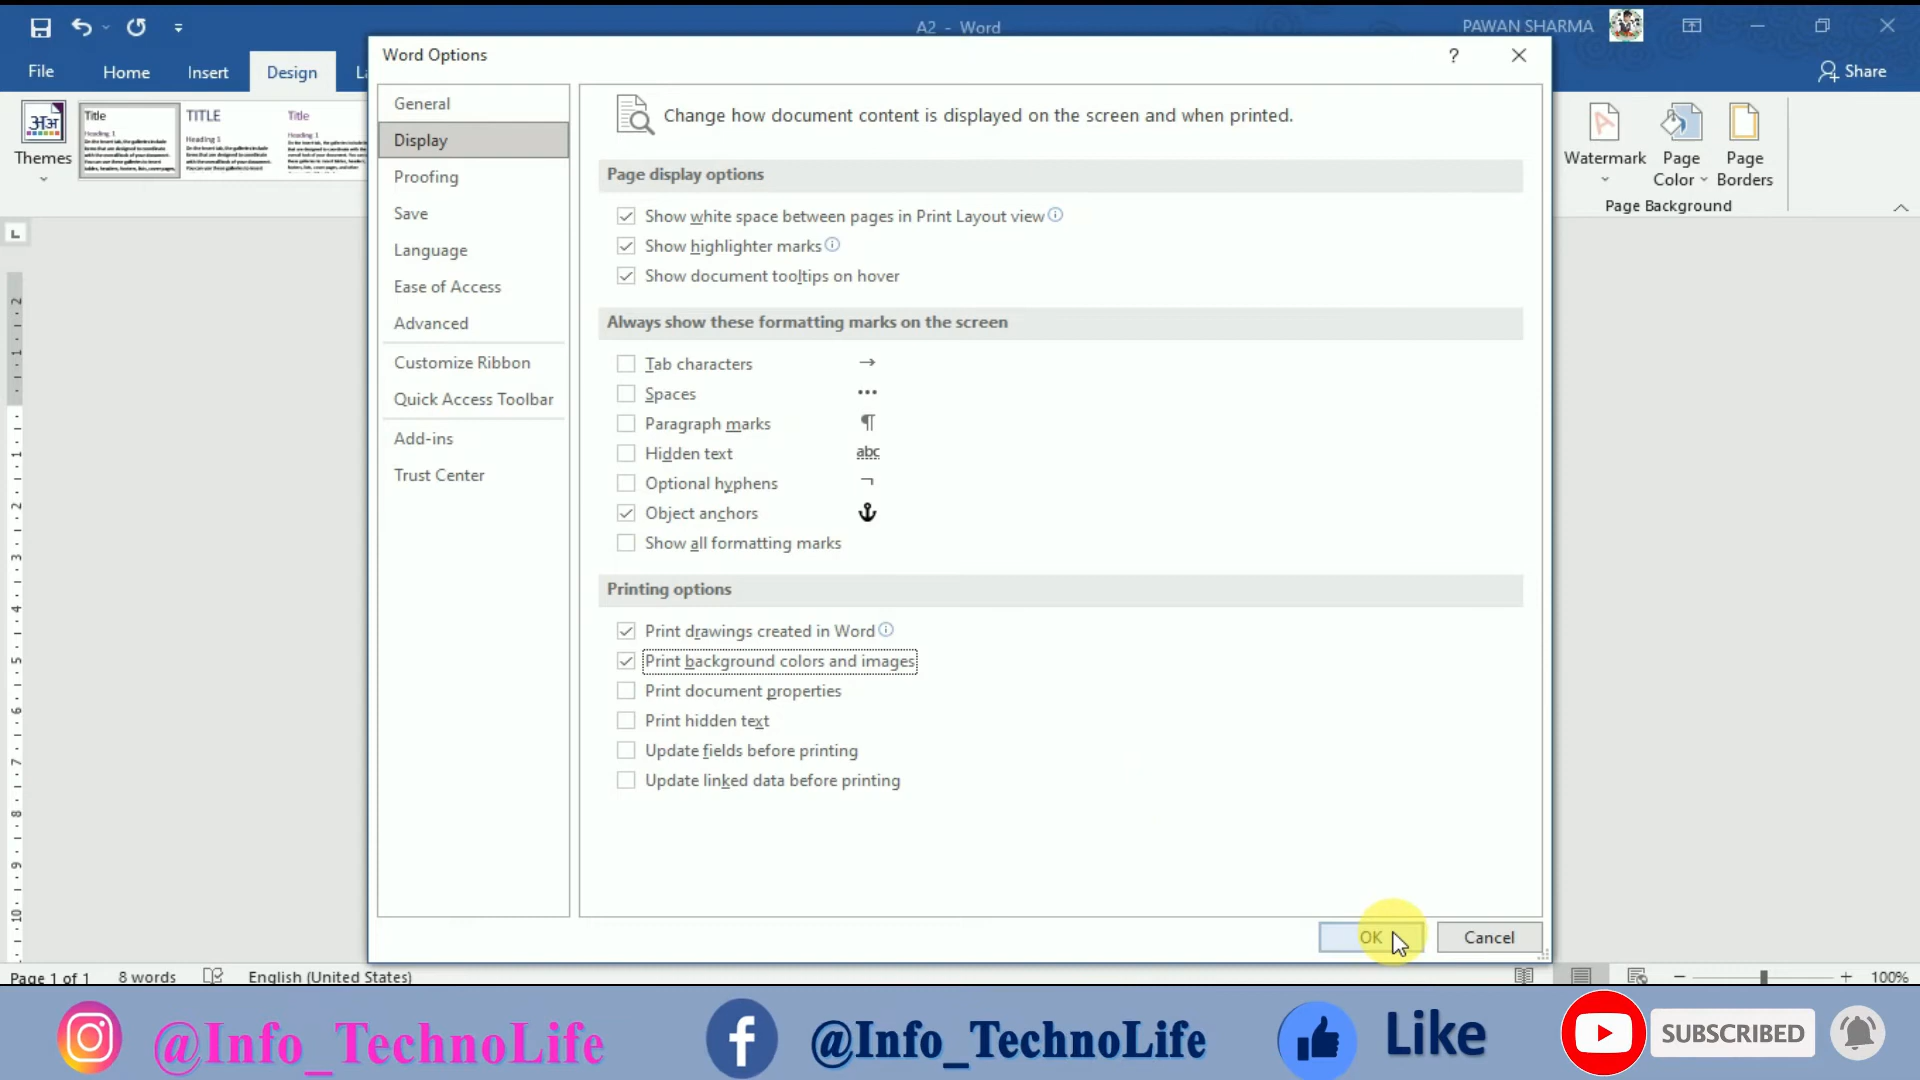 A2 - Word
PAWAN SHARMA
File
Home
Insert
Design
Share
Word Options
Themes
Title
Heading 1
TITLE
Heading 1
Title
Heading 1
Watermark
Page Color
Page Borders
Page Background
General
Display
Proofing
Save
Language
Ease of Access
Advanced
Customize Ribbon
Quick Access Toolbar
Add-ins
Trust Center
Change how document content is displayed on the screen and when printed.
Page display options
Show white space between pages in Print Layout view
Show highlighter marks
Show document tooltips on hover
Always show these formatting marks on the screen
Tab characters →
Spaces •••
Paragraph marks ¶
Hidden text abc
Optional hyphens ¬
Object anchors
Show all formatting marks
Printing options
Print drawings created in Word
Print background colors and images
Print document properties
Print hidden text
Update fields before printing
Update linked data before printing
OK
Cancel
Page 1 of 1
8 words
English (United States)
100%
@Info_TechnoLife
@Info_TechnoLife
Like
SUBSCRIBED